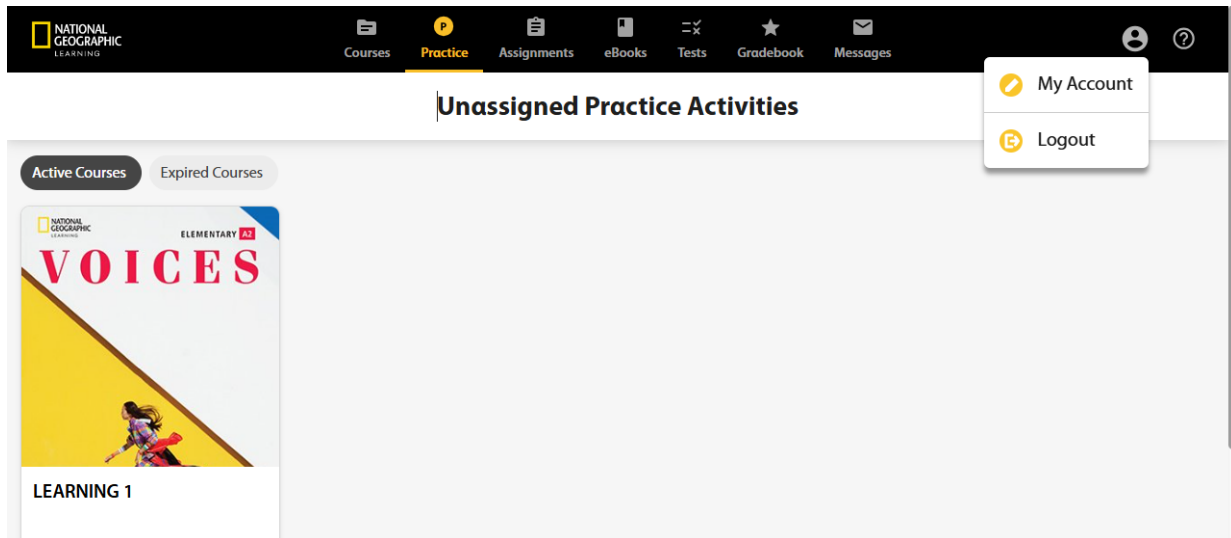 NATIONAL
GEOGRAPHIC
LEARNING
Courses
P
Practice
Assignments
eBooks
Tests
Gradebook
Messages
?
My Account
Logout
Unassigned Practice Activities
Active Courses
Expired Courses
NATIONAL
GEOGRAPHIC
LEARNING
ELEMENTARY A2
VOICES
LEARNING 1